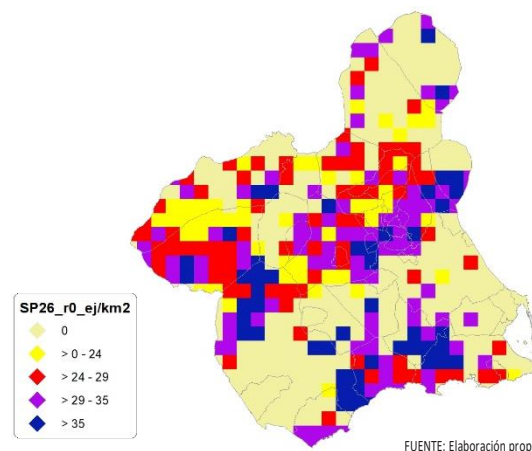 SP26_r0_ej/km2
0
> 0 - 24
> 24 - 29
> 29 - 35
> 35
FUENTE: Elaboración prop